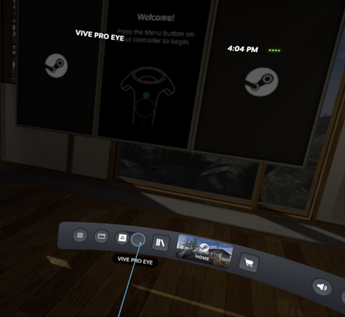 Welcome!
Press the Menu button on
your controller to begin.
VIVE PRO EYE
4:04 PM
HOME
VIVE PRO EYE